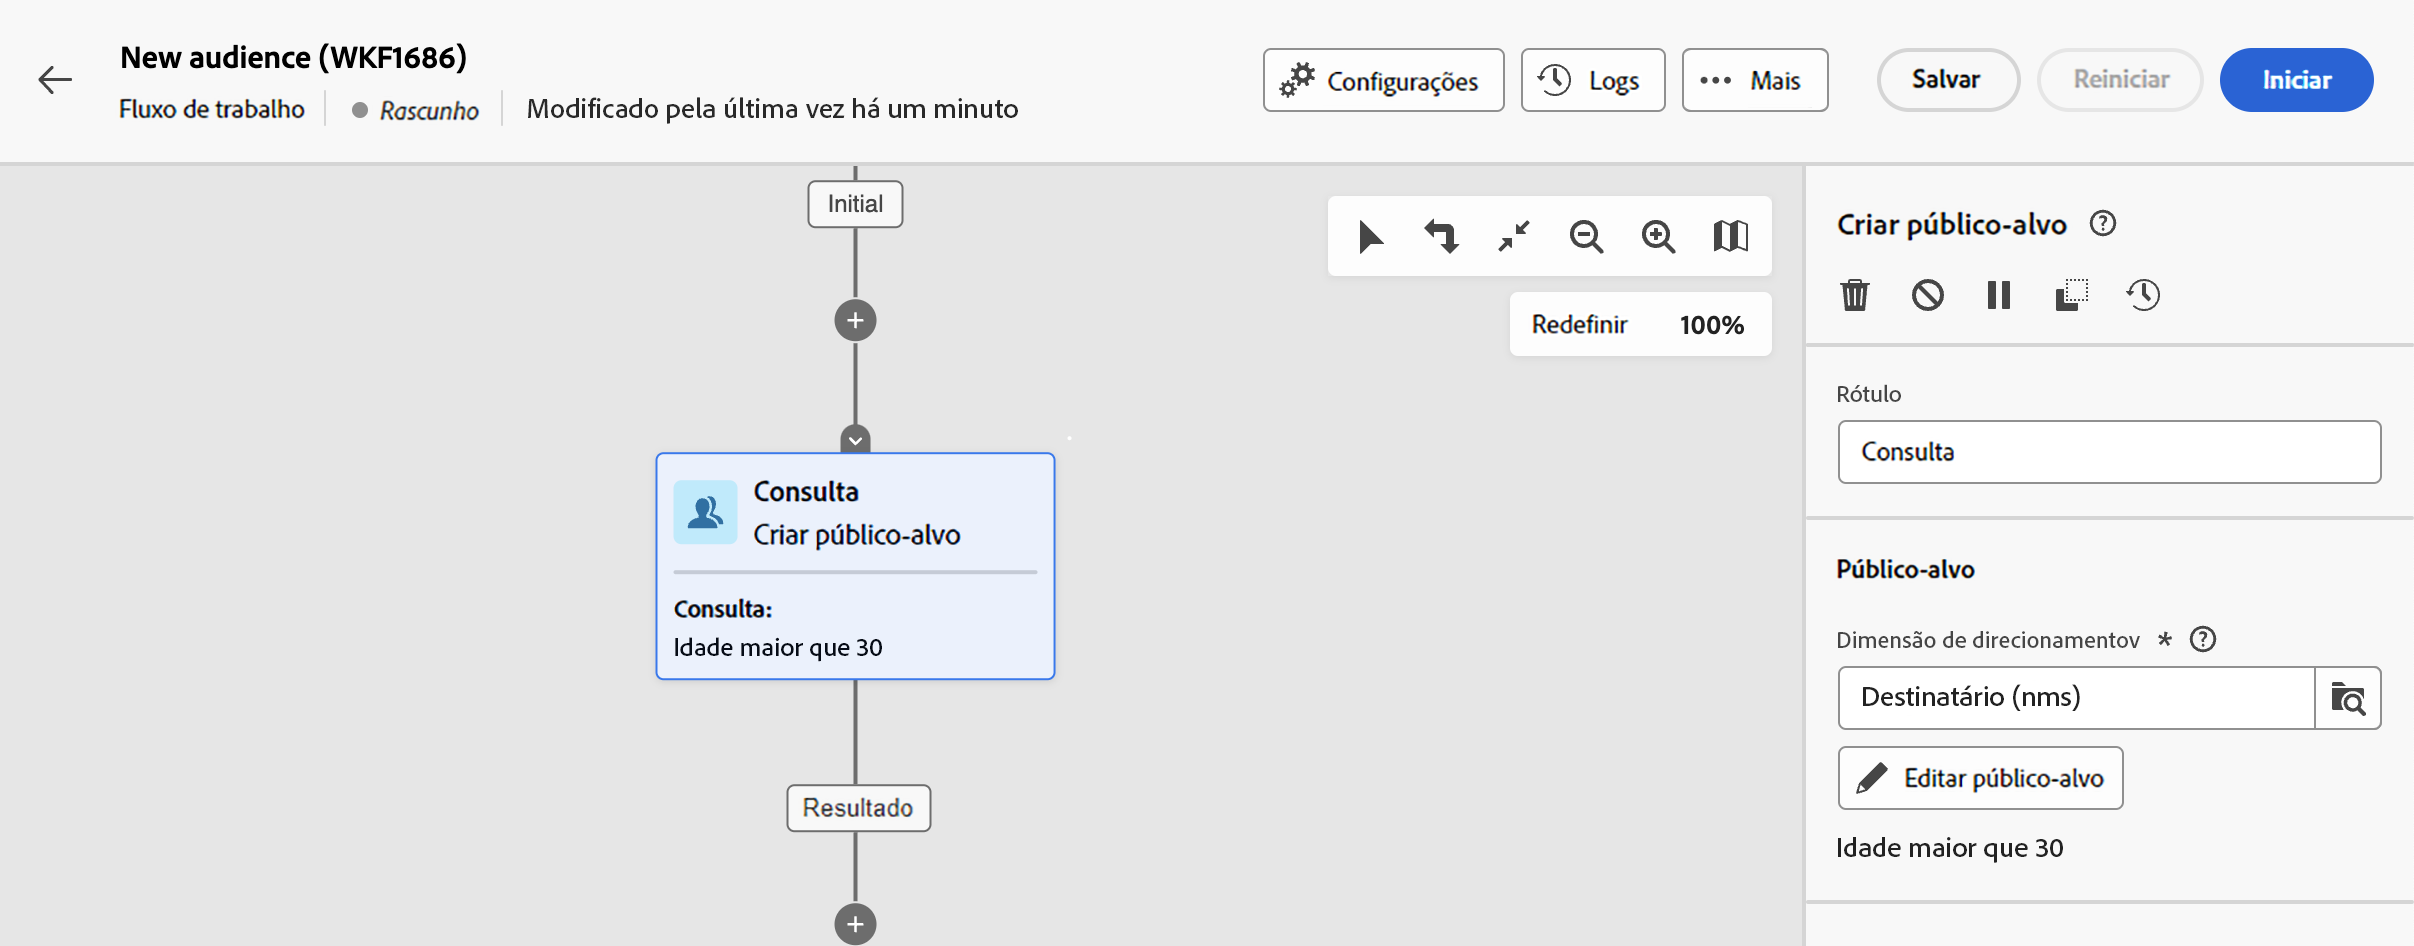 New audience (WKF1686)
Fluxo de trabalho
Rascunho
Modificado pela última vez há um minuto
Configurações
Logs
Mais
Salvar
Reiniciar
Iniciar
Initial
Redefinir 100%
Consulta
Criar público-alvo
Consulta:
Idade maior que 30
Resultado
Criar público-alvo
Rótulo
Consulta
Público-alvo
Dimensão de direcionamentov *
Destinatário (nms)
Editar público-alvo
Idade maior que 30